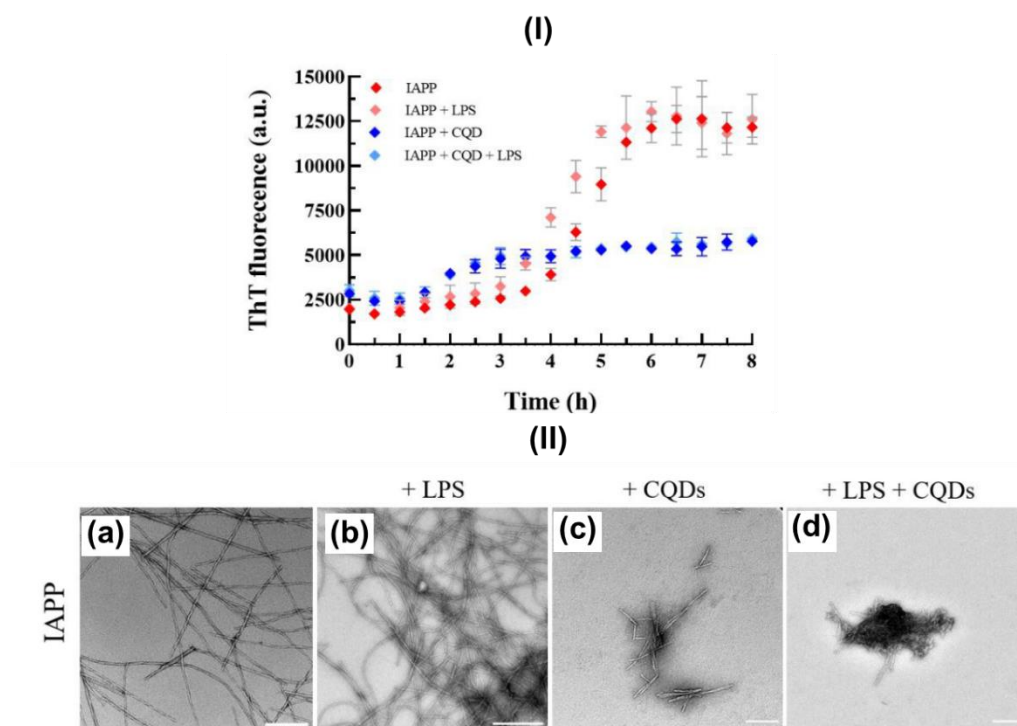 (I)
15000
12500
10000
7500
5000
2500
0
ThT fluorecence (a.u.)
IAPP
IAPP + LPS
IAPP + CQD
IAPP + CQD + LPS
0 1 2 3 4 5 6 7 8
Time (h)
(II)
+ LPS + CQDs + LPS + CQDs
(a) (b) (c) (d)
IAPP